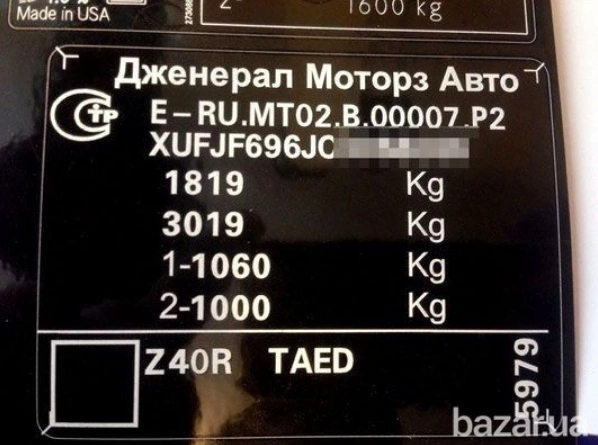 Made in USA
1600 kg
Дженерал Моторз Авто
E-RU.MT02.B.00007.P2
XUFJF696J
1819 Kg
3019 Kg
1-1060 Kg
2-1000 Kg
Z40R TAED
5979
bazar.ua